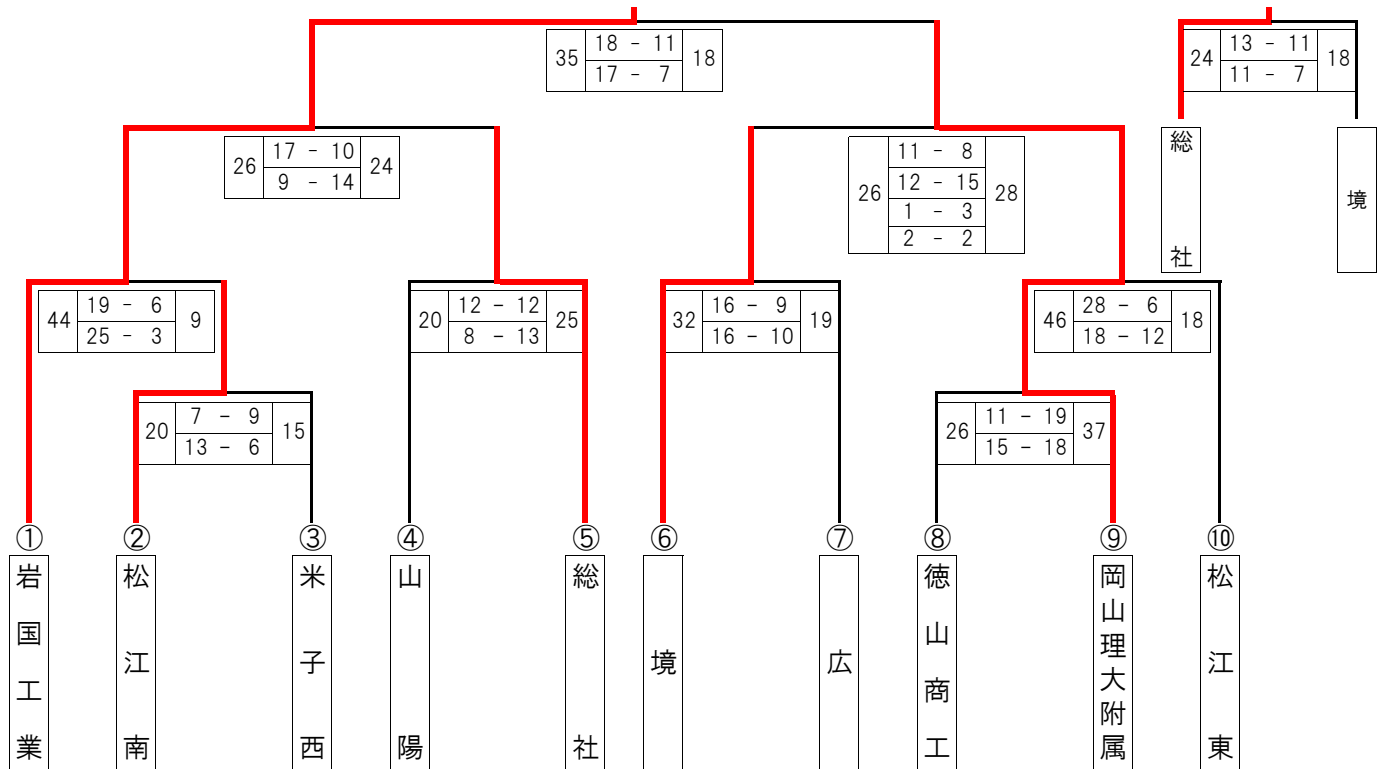 35 18 - 11 18
17 - 7
24 13 - 11 18
11 - 7
総社
境
26 17 - 10 24
9 - 14
26 11 - 8 28
12 - 15
1 - 3
2 - 2
44 19 - 6 9
25 - 3
20 12 - 12 25
8 - 13
32 16 - 9 19
16 - 10
46 28 - 6 18
18 - 12
20 7 - 9 15
13 - 6
26 11 - 19 37
15 - 18
① ② ③ ④ ⑤ ⑥ ⑦ ⑧ ⑨ ⑩
岩国工業
松江南
米子西
山陽
総社
境
広
徳山商工
岡山理大附属
松江東